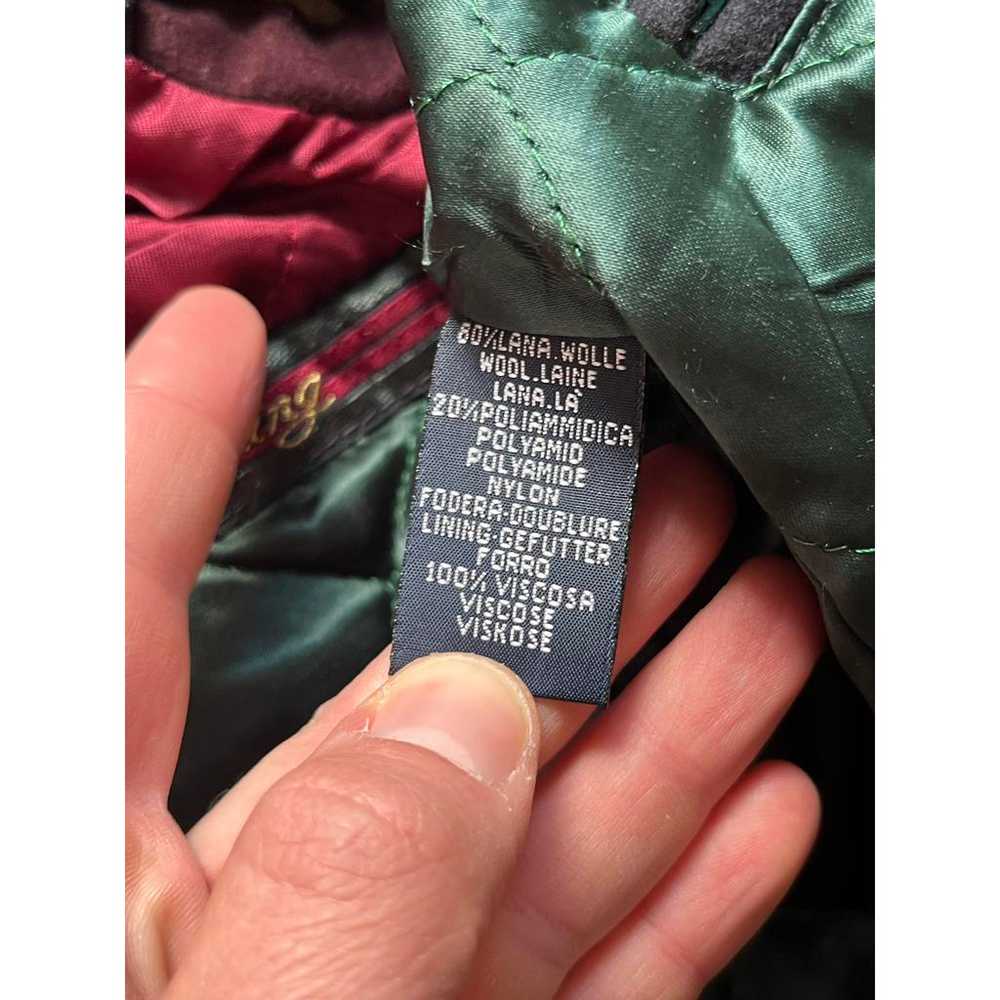 80%LANA.WOLLE
WOOL.LAINE
LANA.LÀ
20%POLIAMMIDICA
POLYAMID
POLYAMIDE
NYLON
FODERA-DOUBLURE
LINING-GEFUTTER
FORRO
100% VISCOSA
VISCOSE
VISKOSE